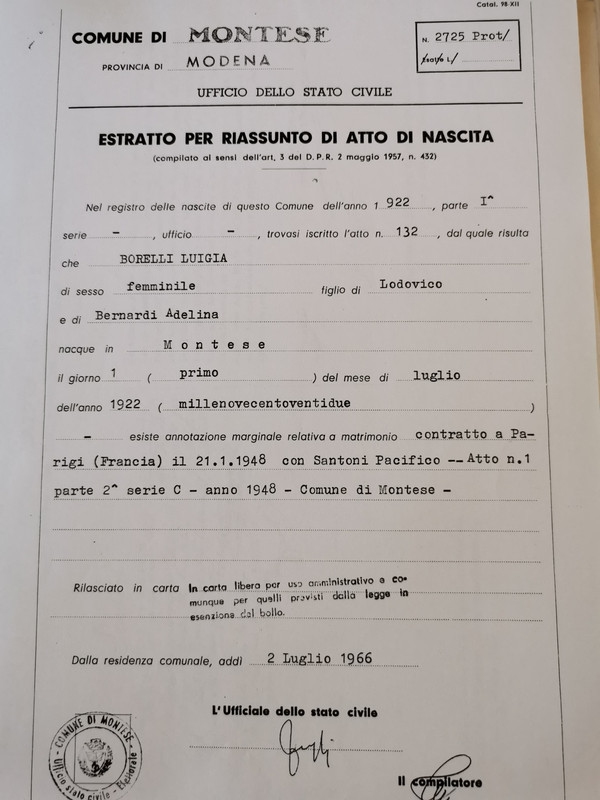 Catal. 98 XII
COMUNE DI MONTESE
PROVINCIA DI MODENA
N. 2725 Prot/
UFFICIO DELLO STATO CIVILE
ESTRATTO PER RIASSUNTO DI ATTO DI NASCITA
(compilato ai sensi dell'art, 3 del D.P.R. 2 maggio 1957, n. 432)
Nel registro delle nascite di questo Comune dell'anno 1 922 , parte I^
serie - , ufficio - , trovasi iscritto l'atto n. 132 , dal quale risulta
che BORELLI LUIGIA
di sesso femminile figlio di Lodovico
e di Bernardi Adelina
nacque in Montese
il giorno 1 ( primo ) del mese di luglio
dell'anno 1922 ( millenovecentoventidue )
- esiste annotazione marginale relativa a matrimonio contratto a Pa-
rigi (Francia) il 21.1.1948 con Santoni Pacifico -- Atto n.1
parte 2^ serie C - anno 1948 - Comune di Montese -
Rilasciato in carta In carta libera per uso amministrativo e co-
munque per quelli previsti dalla legge in
esenzione dal bollo.
Dalla residenza comunale, addì 2 Luglio 1966
L'Ufficiale dello stato civile
COMUNE DI MONTESE
Ufficio stato civile - Elettorale
Il compilatore